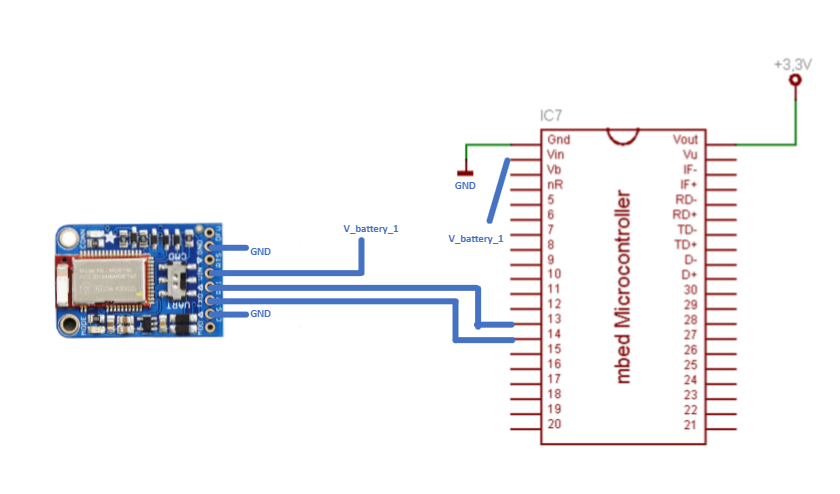 +3,3V
IC7
Gnd
Vin
Vb
nR
5
6
7
8
9
10
11
12
13
14
15
16
17
18
19
20
mbed Microcontroller
Vout
Vu
IF-
IF+
RD-
RD+
TD-
TD+
D-
D+
30
29
28
27
26
25
24
23
22
21
GND
V_battery_1
V_battery_1
GND
GND
CMD
UART
MODE
DFU